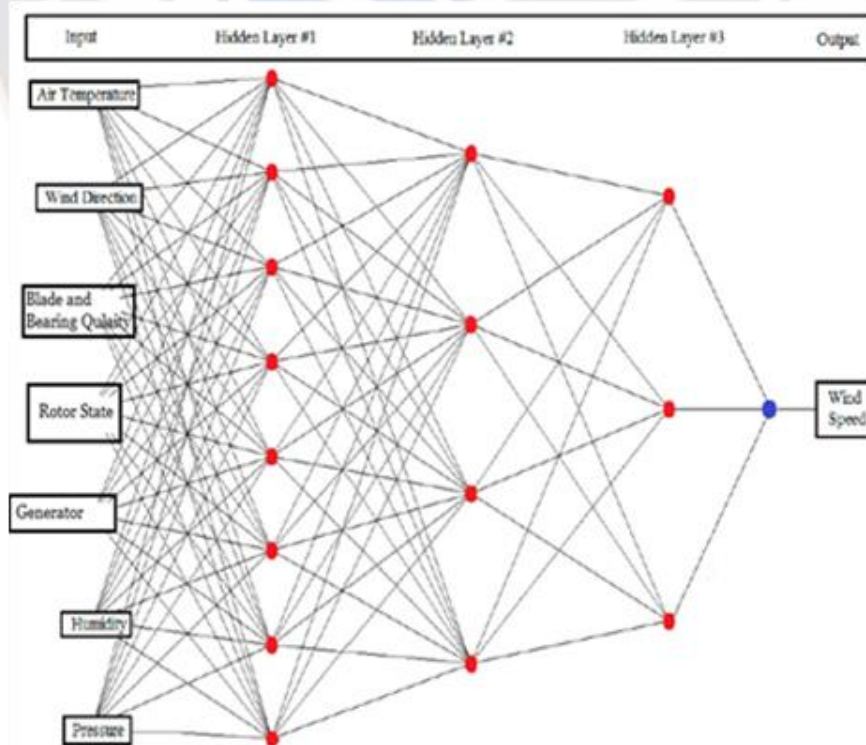 Input Hidden Layer #1 Hidden Layer #2 Hidden Layer #3 Output
Air Temperature
Wind Direction
Blade and
Bearing Qulaity
Rotor State
Wind
Speed
Generator
Humidity
Pressure